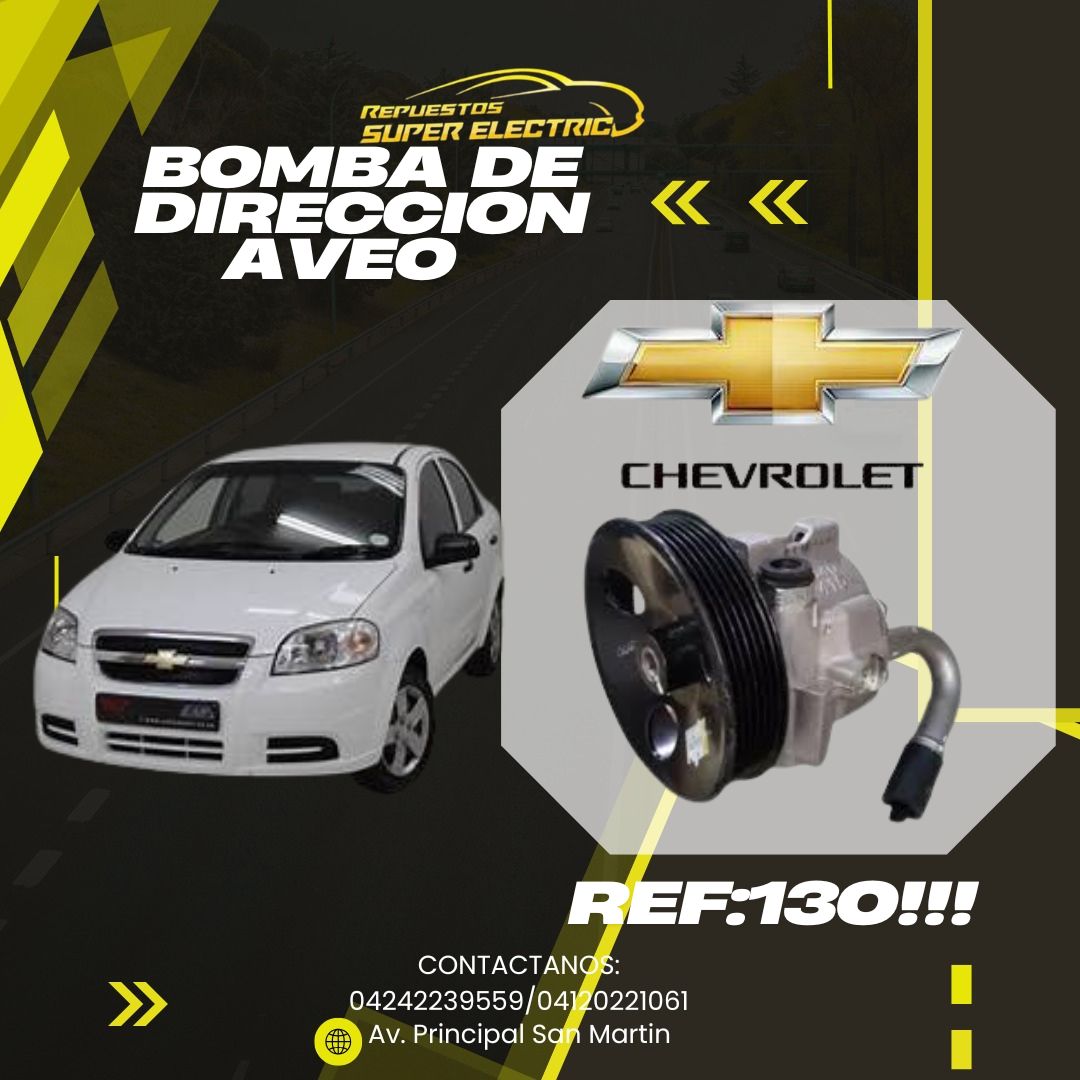 REPUESTOS
SUPER ELECTRIC
BOMBA DE
DIRECCION
AVEO
CHEVROLET
REF:130!!!
CONTACTANOS:
04242239559/04120221061
Av. Principal San Martin